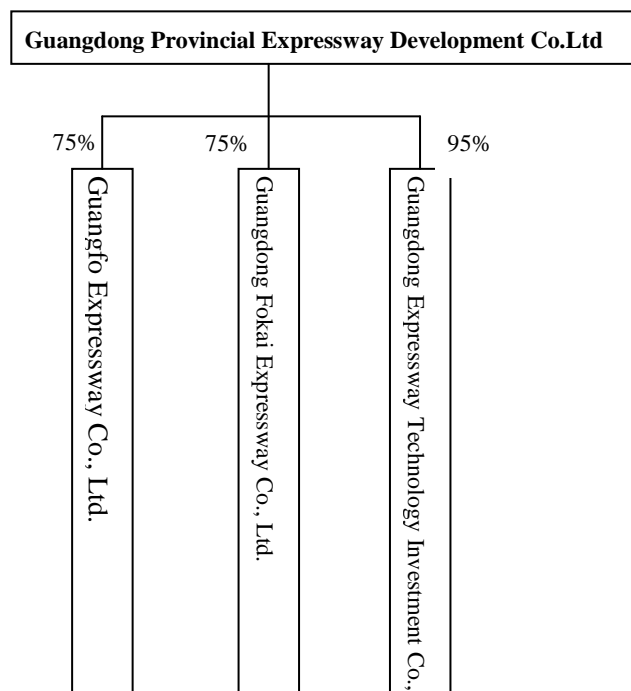 Guangdong Provincial Expressway Development Co.Ltd
75%
75%
95%
Guangfo Expressway Co., Ltd.
Guangdong Fokai Expressway Co., Ltd.
Guangdong Expressway Technology Investment Co.,